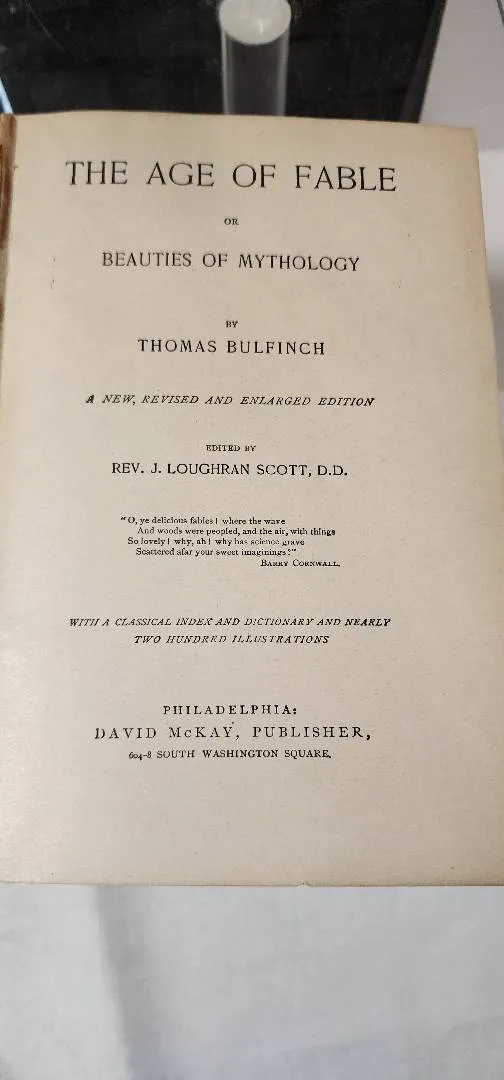 THE AGE OF FABLE
OR
BEAUTIES OF MYTHOLOGY
BY
THOMAS BULFINCH
A NEW, REVISED AND ENLARGED EDITION
EDITED BY
REV. J. LOUGHRAN SCOTT, D.D.
"O, ye delicious fables! where the wave
And woods were peopled, and the air, with things
So lovely! why, ah! why has science grave
Scattered afar your sweet imaginings?"
BARRY CORNWALL.
WITH A CLASSICAL INDEX AND DICTIONARY AND NEARLY
TWO HUNDRED ILLUSTRATIONS
PHILADELPHIA:
DAVID McKAY, PUBLISHER,
604-8 SOUTH WASHINGTON SQUARE.